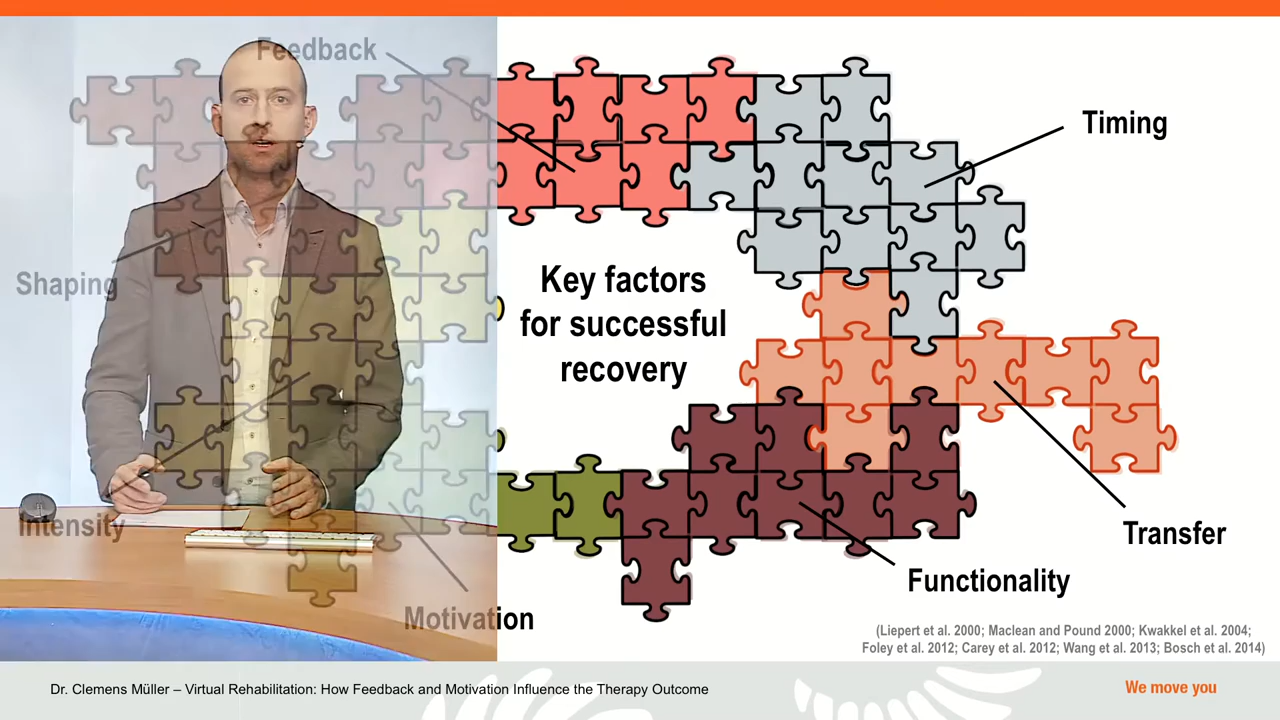 Feedback
Timing
Shaping
Key factors
for successful
recovery
Intensity
Transfer
Functionality
Motivation
(Liepert et al. 2000; Maclean and Pound 2000; Kwakkel et al. 2004;
Foley et al. 2012; Carey et al. 2012; Wang et al. 2013; Bosch et al. 2014)
Dr. Clemens Müller – Virtual Rehabilitation: How Feedback and Motivation Influence the Therapy Outcome
We move you